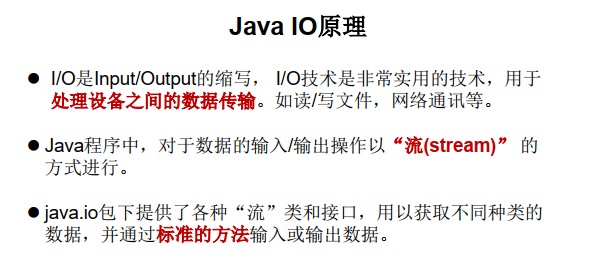 Java IO原理
● I/O是Input/Output的缩写， I/O技术是非常实用的技术，用于
处理设备之间的数据传输。如读/写文件，网络通讯等。
● Java程序中，对于数据的输入/输出操作以“流(stream)” 的
方式进行。
● java.io包下提供了各种“流”类和接口，用以获取不同种类的
数据，并通过标准的方法输入或输出数据。